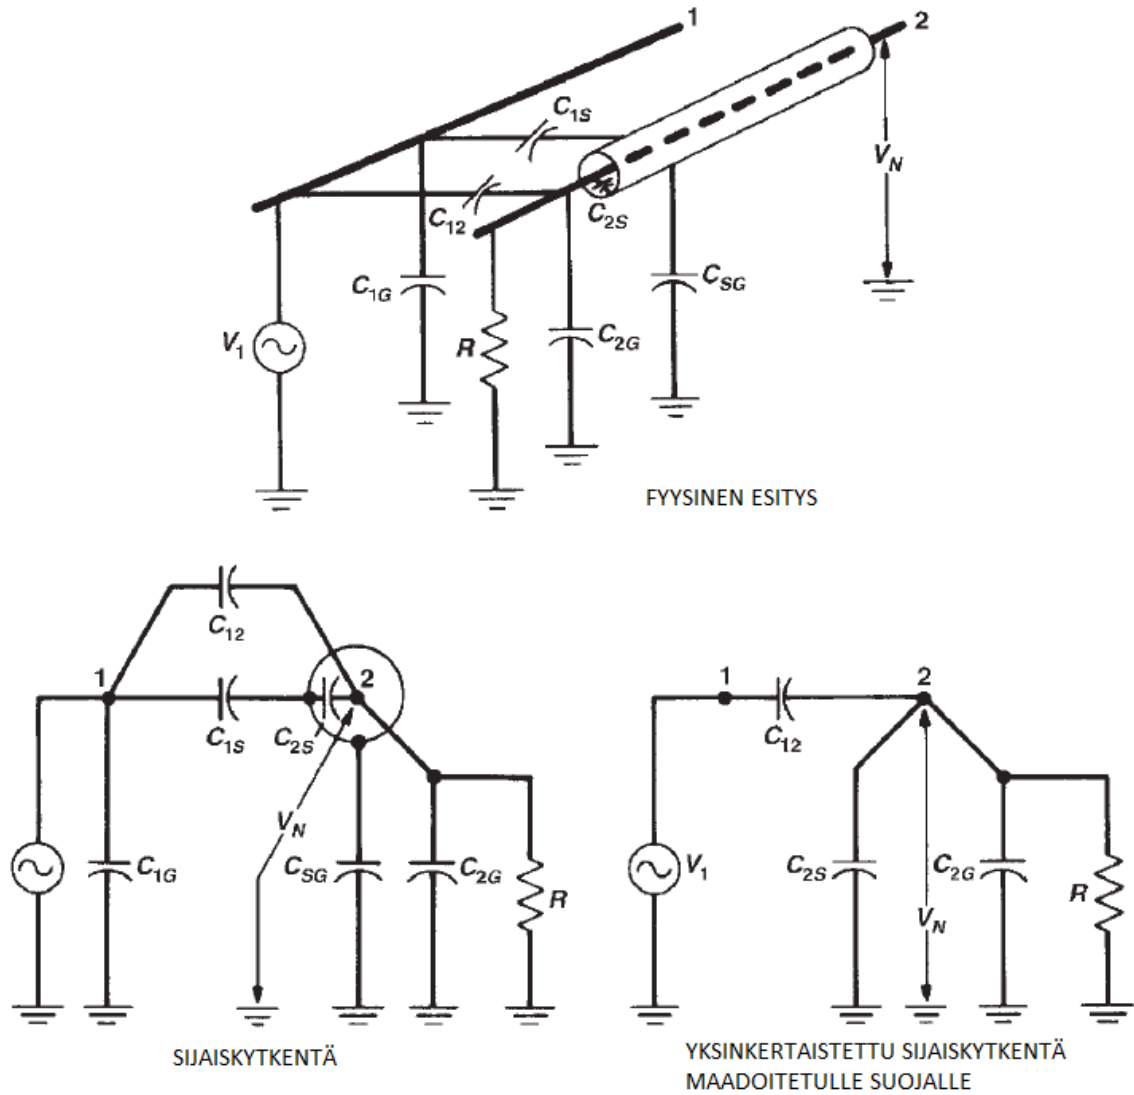 1
2
C1S
VN
C12
C2S
C1G
CSG
V1
R
C2G
FYYSINEN ESITYS
C12
1
2
C1S
C2S
VN
C1G
CSG
C2G
R
SIJAISKYTKENTÄ
1
2
C12
V1
C2S
C2G
R
VN
YKSINKERTAISTETTU SIJAISKYTKENTÄ
MAADOITETULLE SUOJALLE